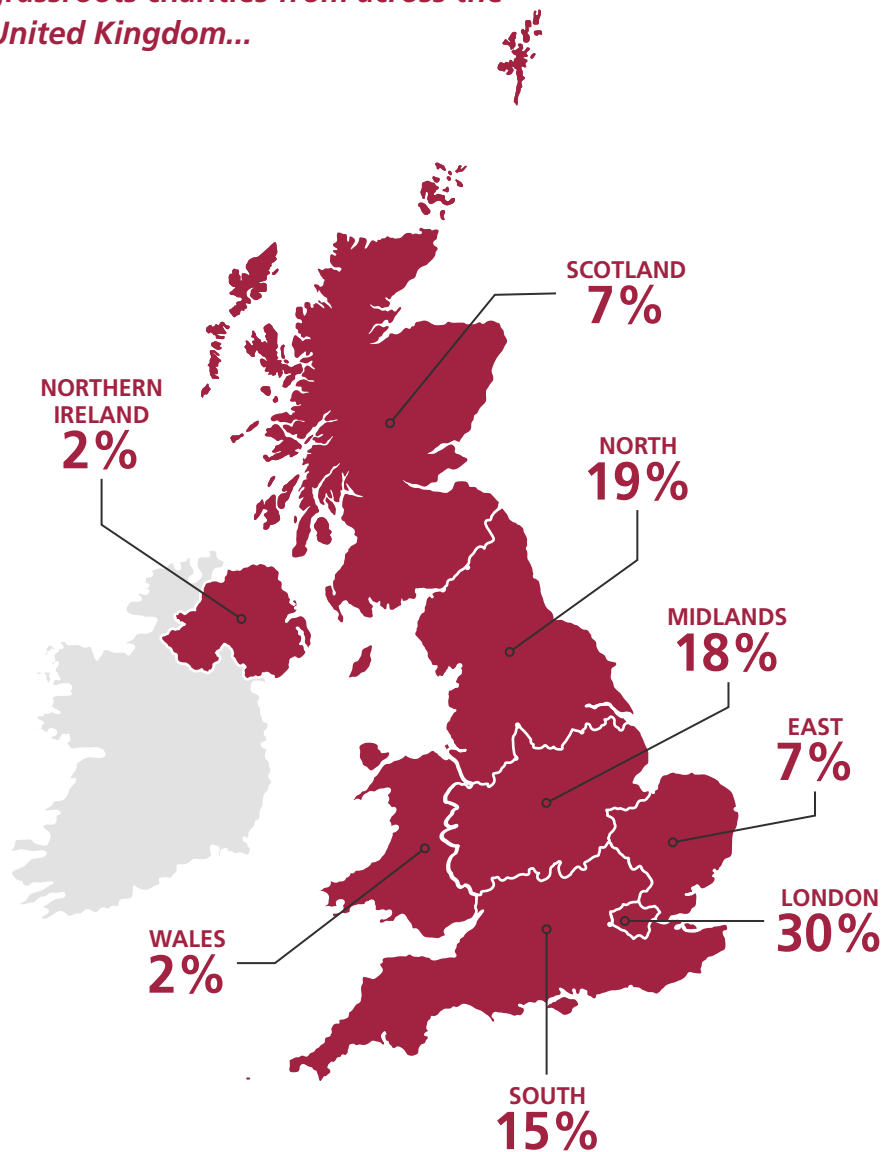 United Kingdom...
SCOTLAND
7%
NORTHERN
IRELAND
2%
NORTH
19%
MIDLANDS
18%
EAST
7%
LONDON
30%
WALES
2%
SOUTH
15%